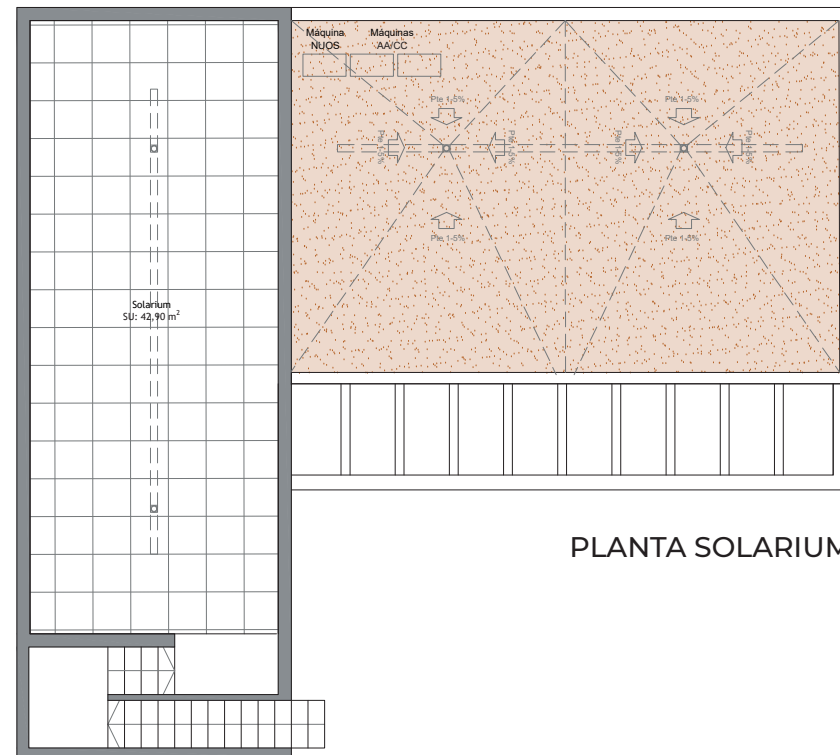 Máquina
NUOS
Máquinas
AA/CC
Pte 1-5%
Pte 1-5%
Pte 1-5%
Pte 1-5%
Pte 1-5%
Pte 1-5%
Pte 1-5%
Pte 1-5%
Solarium
SU: 42,90 m²
PLANTA SOLARIUM